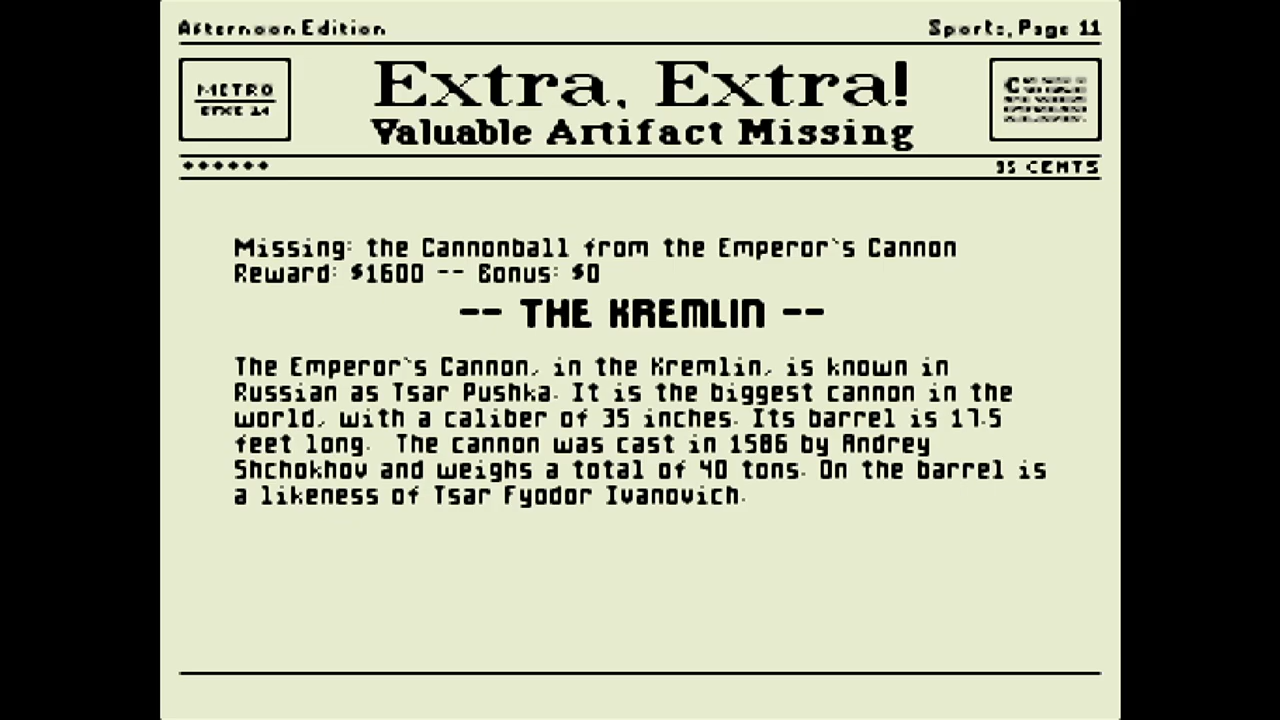 Afternoon Edition
Sports, Page 11
METRO
Extra, Extra!
Valuable Artifact Missing
35 CENTS
Missing: the Cannonball from the Emperor`s Cannon
Reward: $1600 -- Bonus: $0
-- THE KREMLIN --
The Emperor`s Cannon, in the Kremlin, is known in
Russian as Tsar Pushka. It is the biggest cannon in the
world, with a caliber of 35 inches. Its barrel is 17.5
feet long.  The cannon was cast in 1586 by Andrey
Shchokhov and weighs a total of 40 tons. On the barrel is
a likeness of Tsar Fyodor Ivanovich.